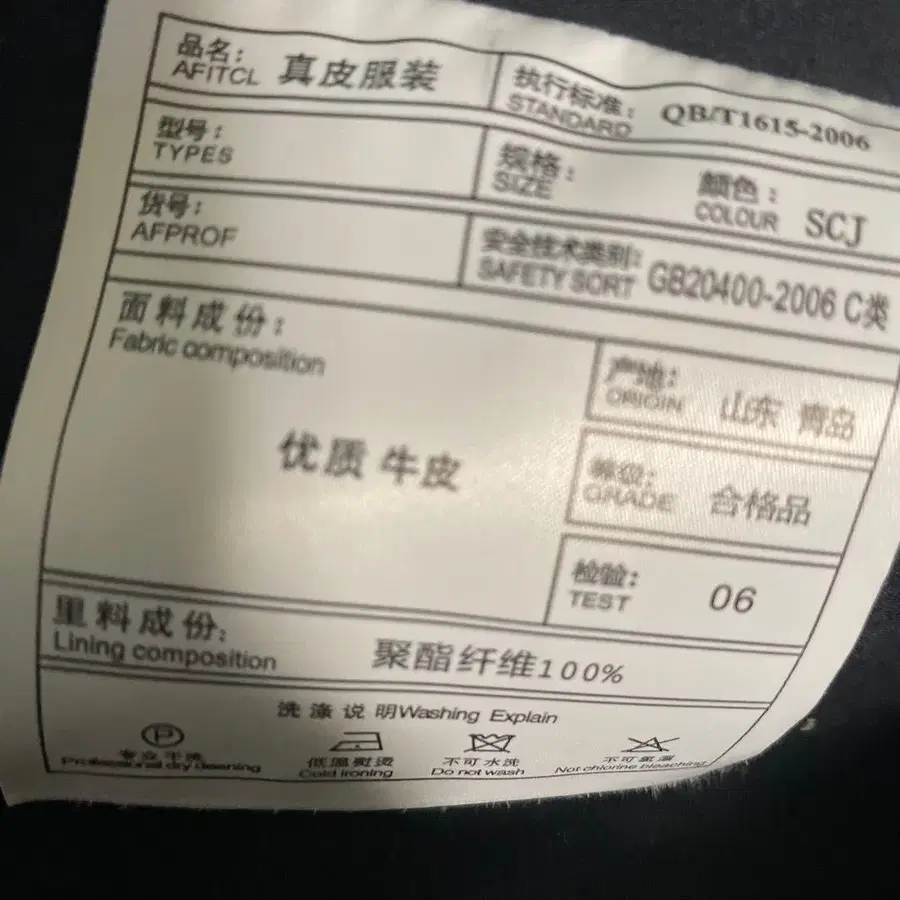 品名： 真皮服装
AFITCL
执行标准： QB/T1615-2006
STANDARD
型号：
TYPES
规格：
SIZE
颜色： SCJ
COLOUR
货号：
AFPROF
安全技术类别： GB20400-2006 C类
SAFETY SORT
面料成份：
Fabric composition
优质 牛皮
产地： 山东 青岛
ORIGIN
等级： 合格品
GRADE
检验： 06
TEST
里料成份： 聚酯纤维100%
Lining composition
洗涤说明Washing Explain
P
专业干洗
Professional dry cleening
低温熨烫
Cold ironing
不可水洗
Do not wash
不可氯漂
Not chlorine bleaching